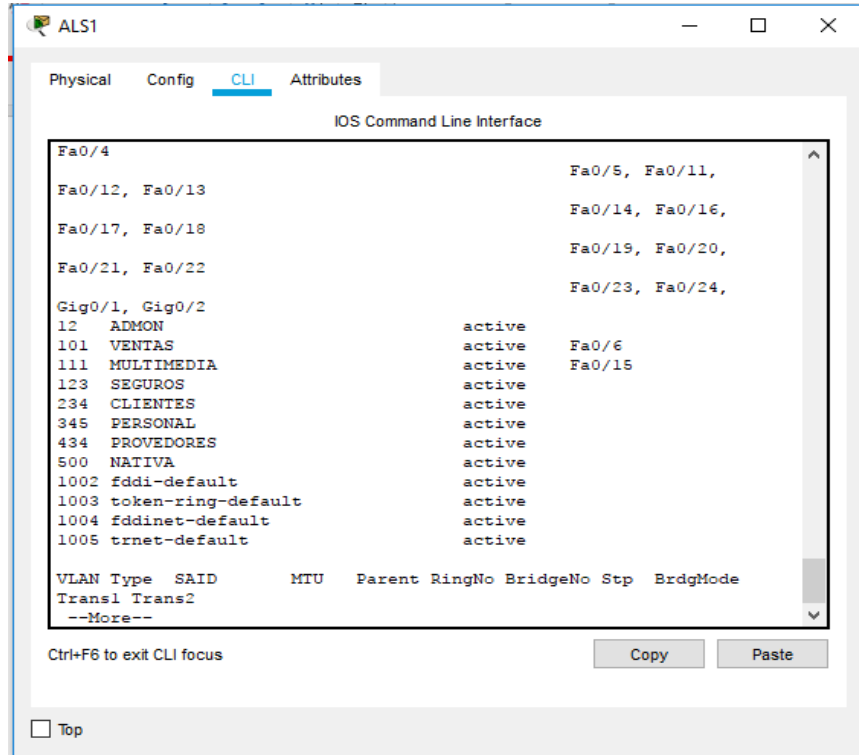 ALS1
Physical Config CLI Attributes
IOS Command Line Interface
Fa0/4
Fa0/5, Fa0/11,
Fa0/12, Fa0/13
Fa0/14, Fa0/16,
Fa0/17, Fa0/18
Fa0/19, Fa0/20,
Fa0/21, Fa0/22
Fa0/23, Fa0/24,
Gig0/1, Gig0/2
12 ADMON active
101 VENTAS active Fa0/6
111 MULTIMEDIA active Fa0/15
123 SEGUROS active
234 CLIENTES active
345 PERSONAL active
434 PROVEDORES active
500 NATIVA active
1002 fddi-default active
1003 token-ring-default active
1004 fddinet-default active
1005 trnet-default active
VLAN Type SAID MTU Parent RingNo BridgeNo Stp BrdgMode
Trans1 Trans2
--More--
Ctrl+F6 to exit CLI focus Copy Paste
Top